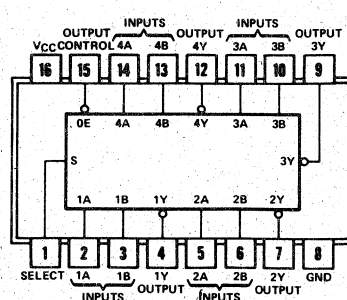 INPUTS INPUTS
OUTPUT OUTPUT OUTPUT
VCC CONTROL 4A 4B 4Y 3A 3B 3Y
16 15 14 13 12 11 10 9
0E 4A 4B 4Y 3A 3B
S 3Y
1A 1B 1Y 2A 2B 2Y
1 2 3 4 5 6 7 8
SELECT 1A 1B 1Y 2A 2B 2Y GND
INPUTS OUTPUT INPUTS OUTPUT